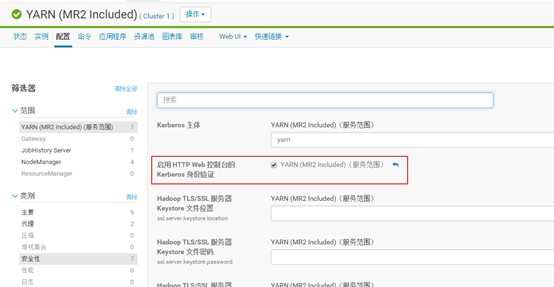 YARN (MR2 Included) ( Cluster 1 ) 操作
状态 实例 配置 命令 应用程序 资源池 图表库 审核 Web UI 快速链接
筛选器 清除全部
搜索
范围 清除
Kerberos 主体 YARN (MR2 Included)（服务范围）
YARN (MR2 Included) (服务范围) 7
yarn
Gateway 0
JobHistory Server 1
NodeManager 4
启用 HTTP Web 控制台的 YARN (MR2 Included)（服务范围）
Kerberos 身份验证
ResourceManager 0
类别 清除
Hadoop TLS/SSL 服务器 YARN (MR2 Included)（服务范围）
Keystore 文件位置
ssl.server.keystore.location
主要 9
代理 2
压缩 0
堆栈集合 0
Hadoop TLS/SSL 服务器 YARN (MR2 Included)（服务范围）
Keystore 文件密码
ssl.server.keystore.password
安全性 7
性能 0
日志 0
Hadoop TLS/SSL 服务器 YARN (MR2 Included)（服务范围）